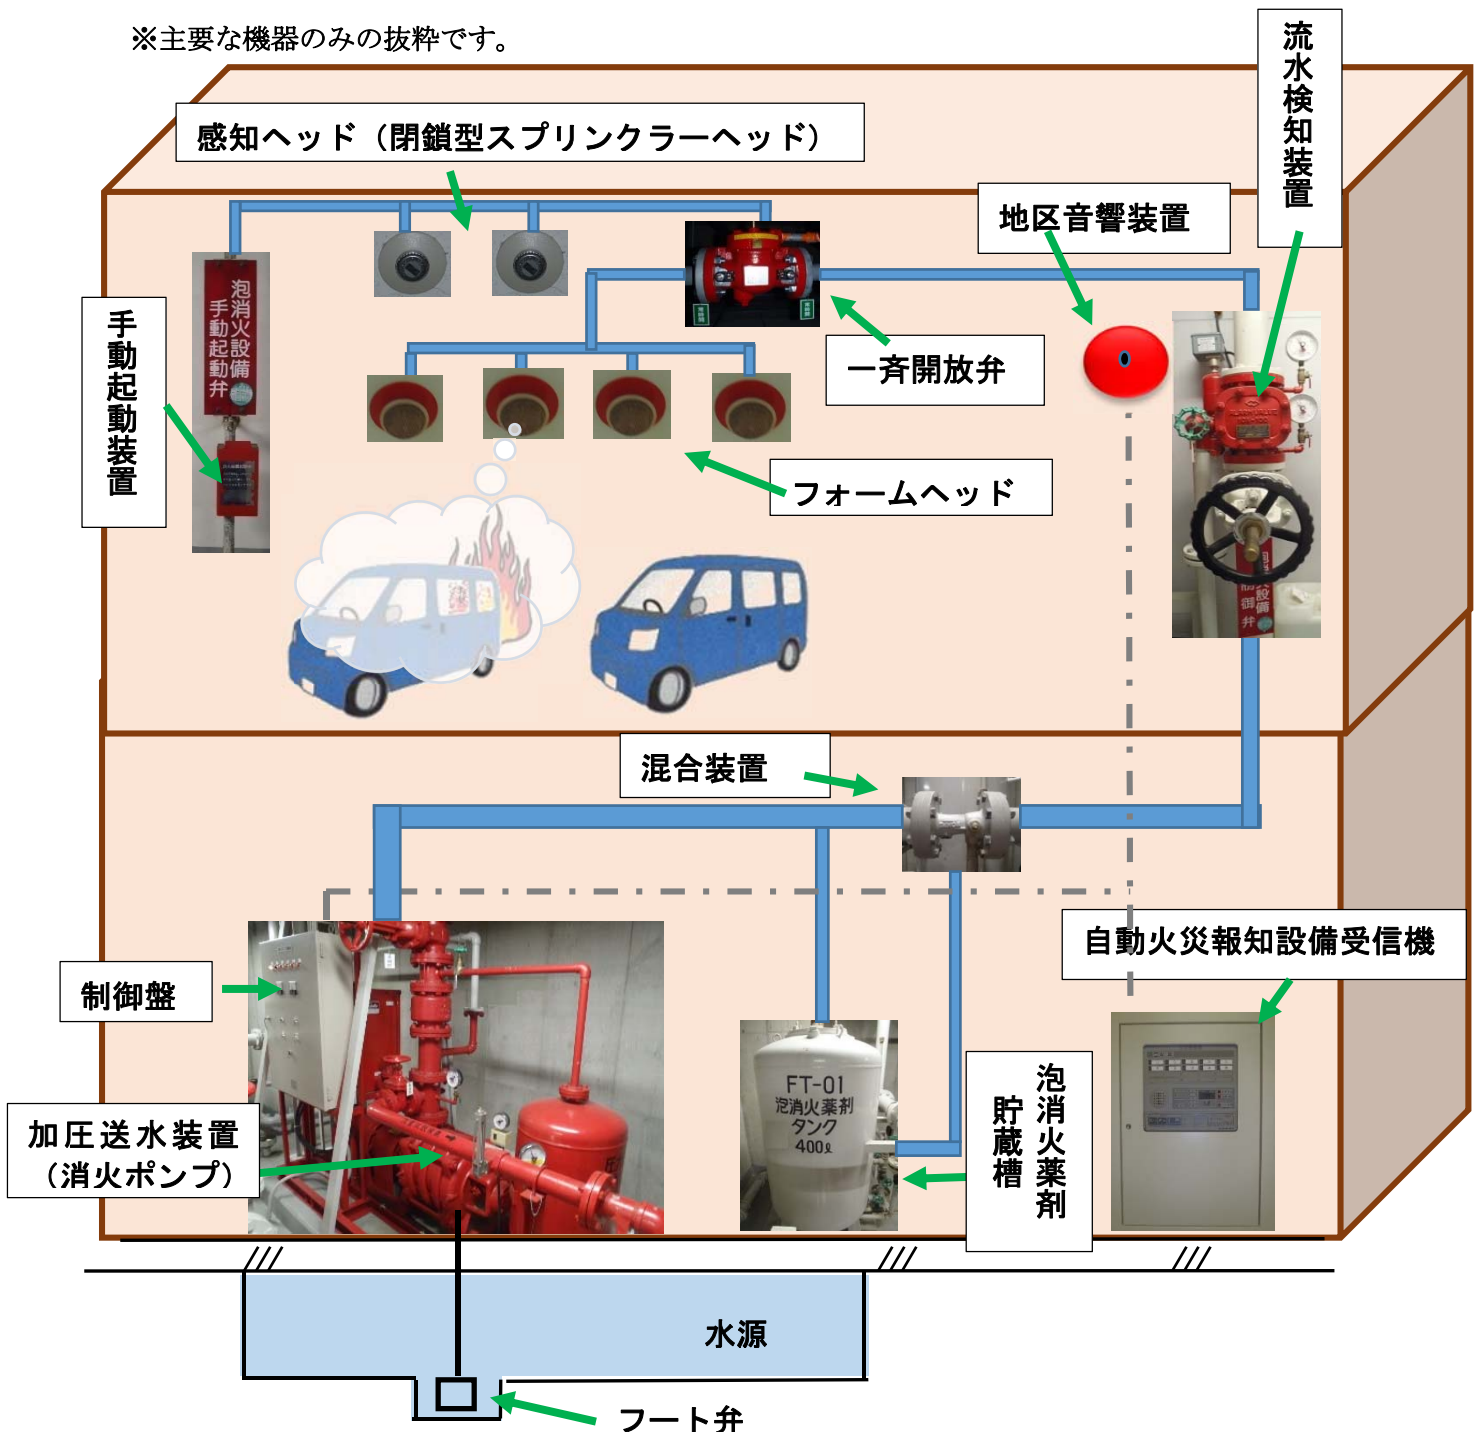 ※主要な機器のみの抜粋です。
流水検知装置
感知ヘッド（閉鎖型スプリンクラーヘッド）
地区音響装置
手動起動装置
泡消火設備
手動起動弁
一斉開放弁
フォームヘッド
混合装置
自動火災報知設備受信機
制御盤
加圧送水装置
（消火ポンプ）
FT-01
泡消火薬剤
タンク
400ℓ
泡消火薬剤
貯蔵槽
水源
フート弁